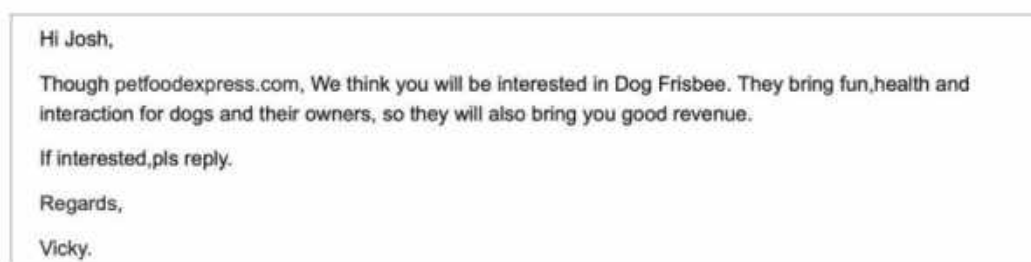 Hi Josh,
Though petfoodexpress.com, We think you will be interested in Dog Frisbee. They bring fun,health and
interaction for dogs and their owners, so they will also bring you good revenue.
If interested,pls reply.
Regards,
Vicky.